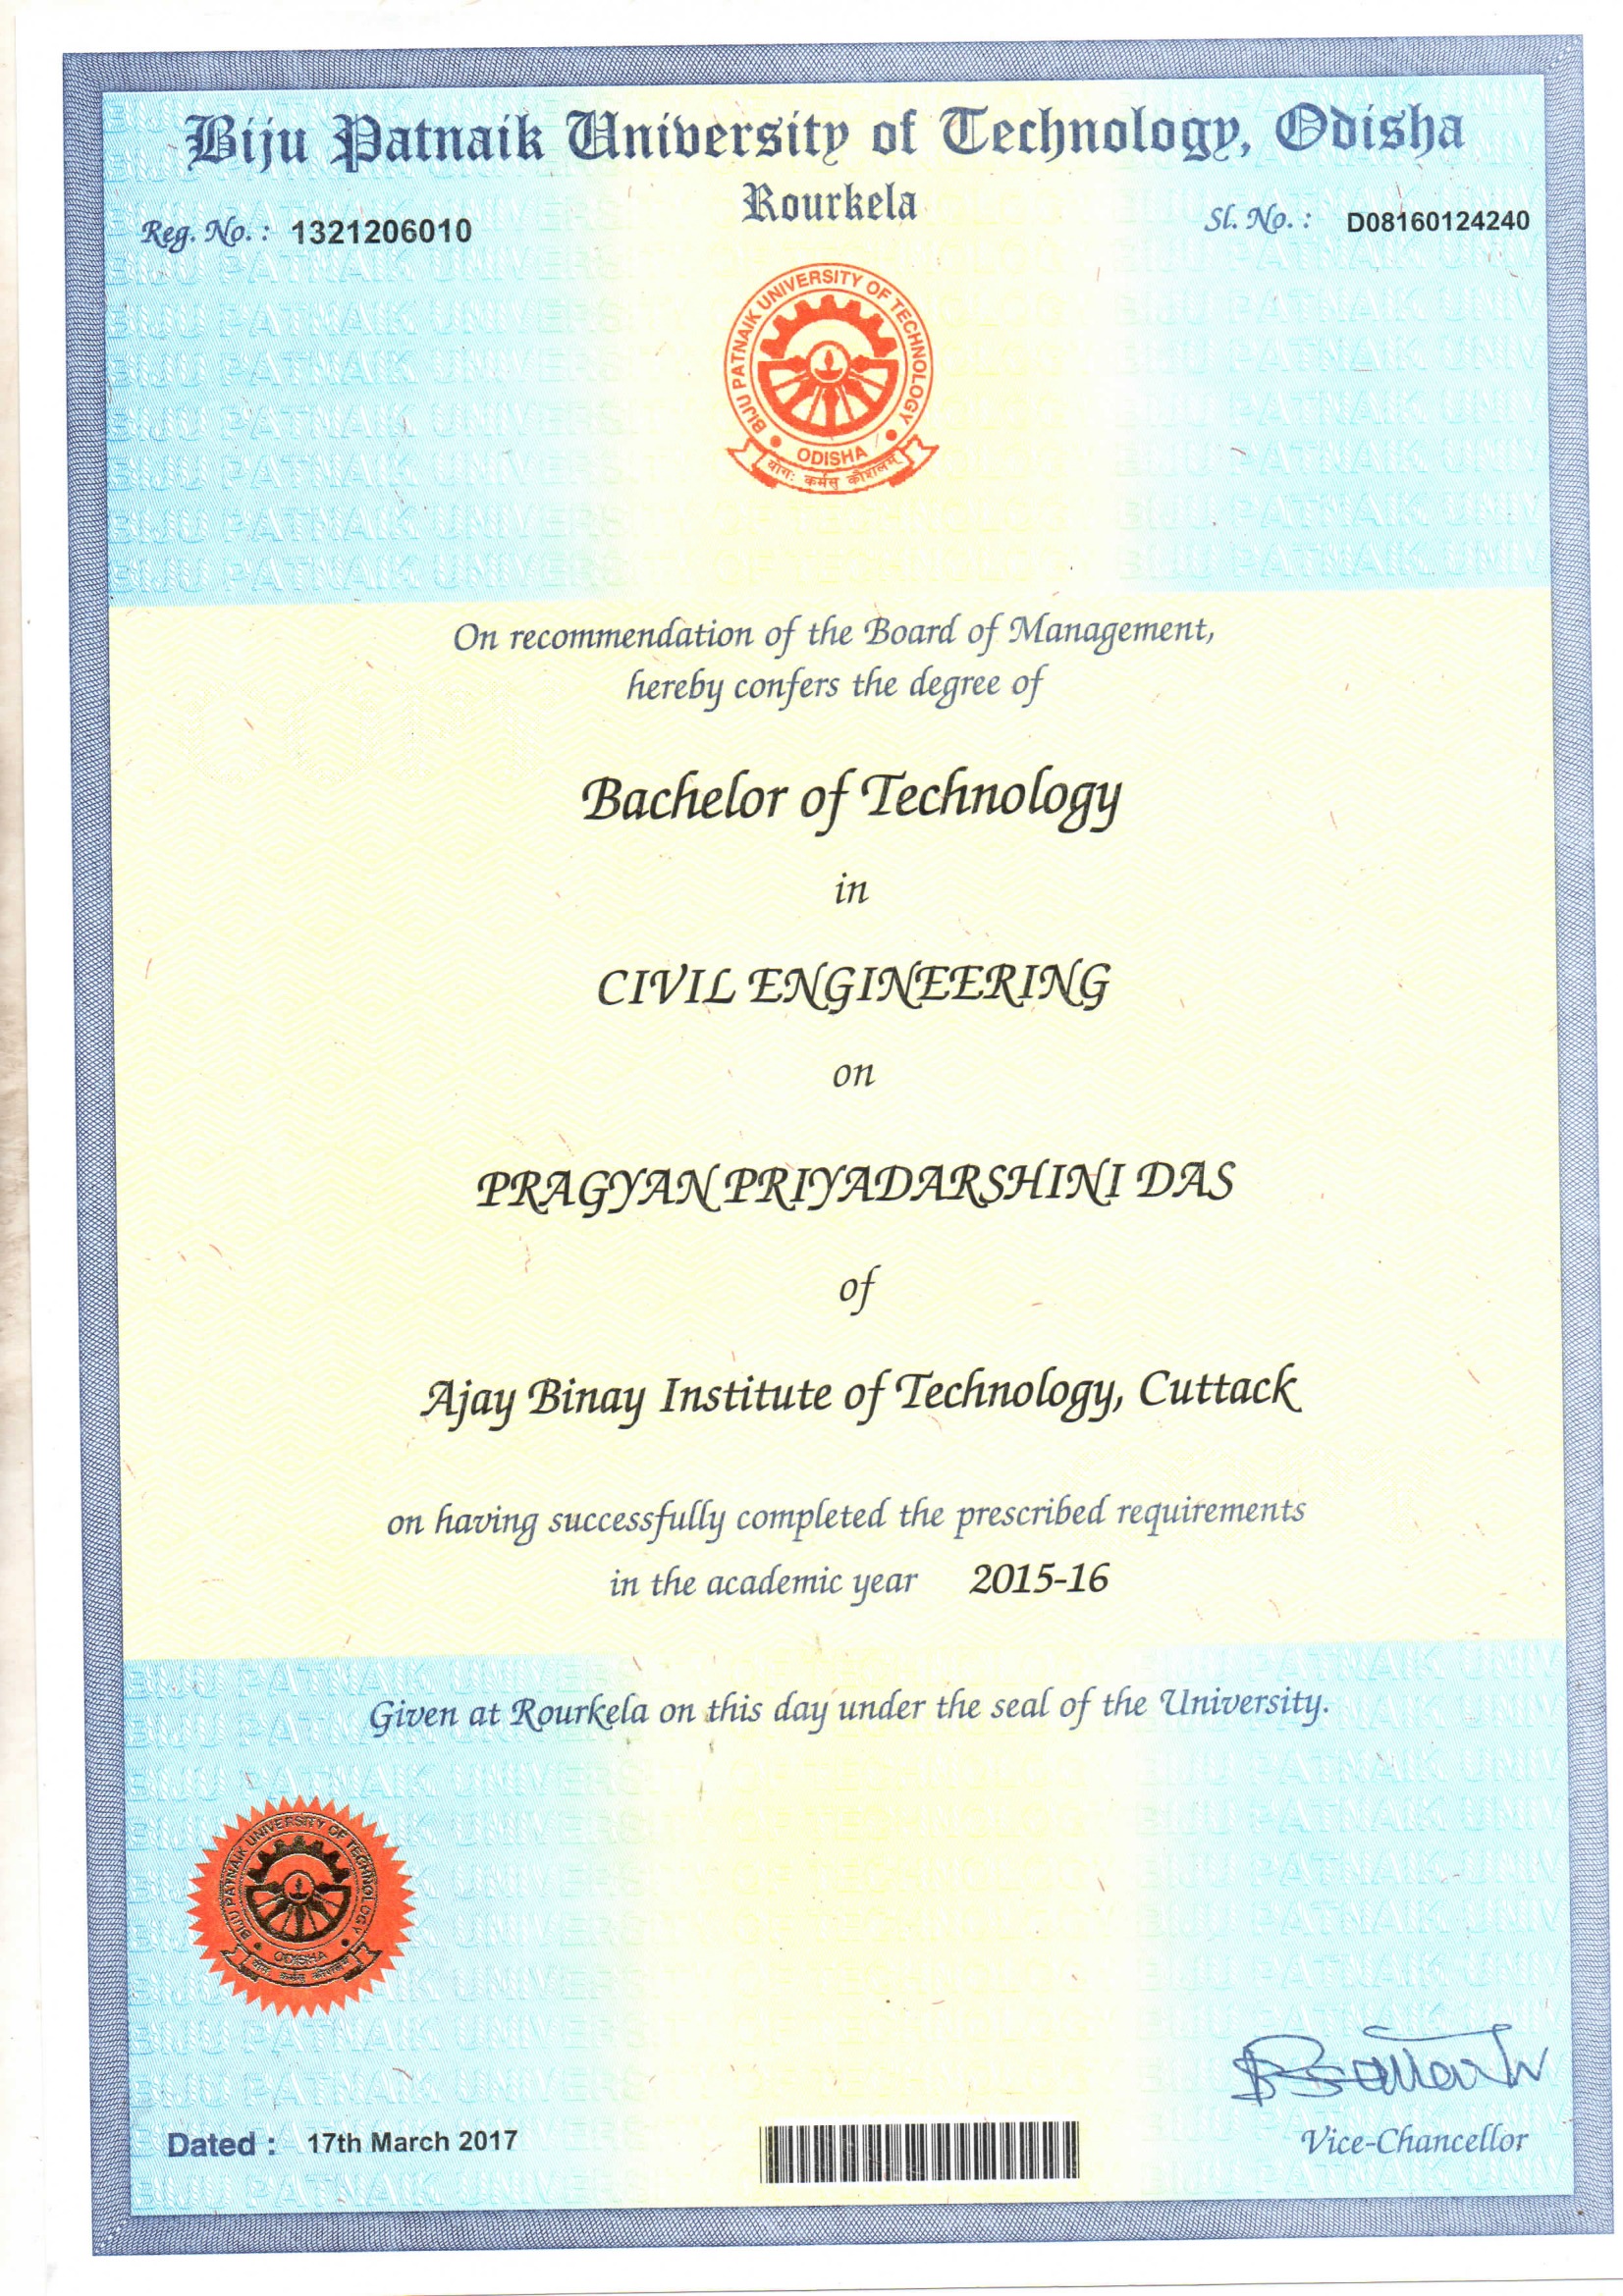 Biju Patnaik University of Technology, Odisha
Rourkela
Reg. No. : 1321206010
Sl. No. : D08160124240
BIJU PATNAIK UNIVERSITY OF TECHNOLOGY
ODISHA
योगः कर्मसु कौशलम्
On recommendation of the Board of Management,
hereby confers the degree of
Bachelor of Technology
in
CIVIL ENGINEERING
on
PRAGYAN PRIYADARSHINI DAS
of
Ajay Binay Institute of Technology, Cuttack
on having successfully completed the prescribed requirements
in the academic year 2015-16
Given at Rourkela on this day under the seal of the University.
BIJU PATNAIK UNIVERSITY OF TECHNOLOGY
ODISHA
योगः कर्मसु कौशलम्
Dated : 17th March 2017
Vice-Chancellor